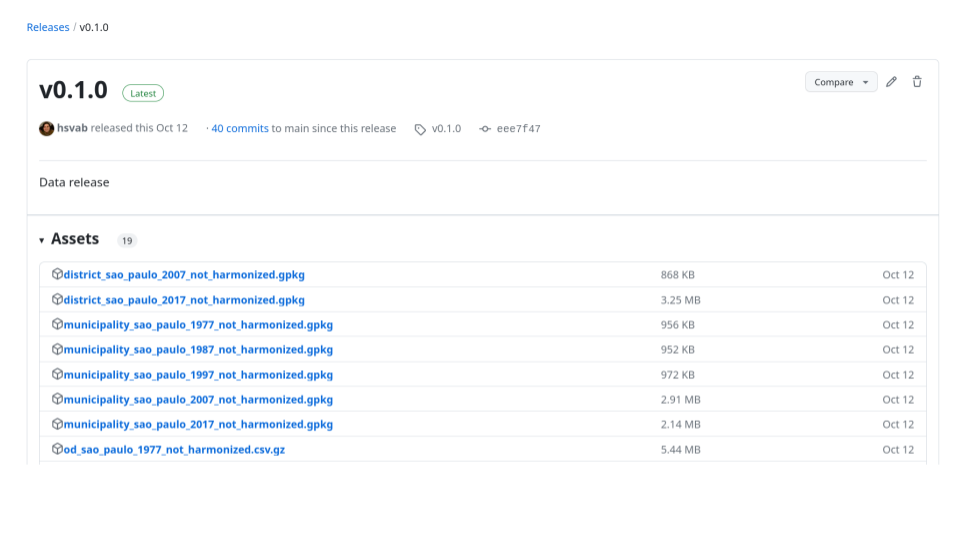 Releases / v0.1.0
v0.1.0 Latest Compare
hsvab released this Oct 12 · 40 commits to main since this release v0.1.0 eee7f47
Data release
Assets 19
district_sao_paulo_2007_not_harmonized.gpkg 868 KB Oct 12
district_sao_paulo_2017_not_harmonized.gpkg 3.25 MB Oct 12
municipality_sao_paulo_1977_not_harmonized.gpkg 956 KB Oct 12
municipality_sao_paulo_1987_not_harmonized.gpkg 952 KB Oct 12
municipality_sao_paulo_1997_not_harmonized.gpkg 972 KB Oct 12
municipality_sao_paulo_2007_not_harmonized.gpkg 2.91 MB Oct 12
municipality_sao_paulo_2017_not_harmonized.gpkg 2.14 MB Oct 12
od_sao_paulo_1977_not_harmonized.csv.gz 5.44 MB Oct 12